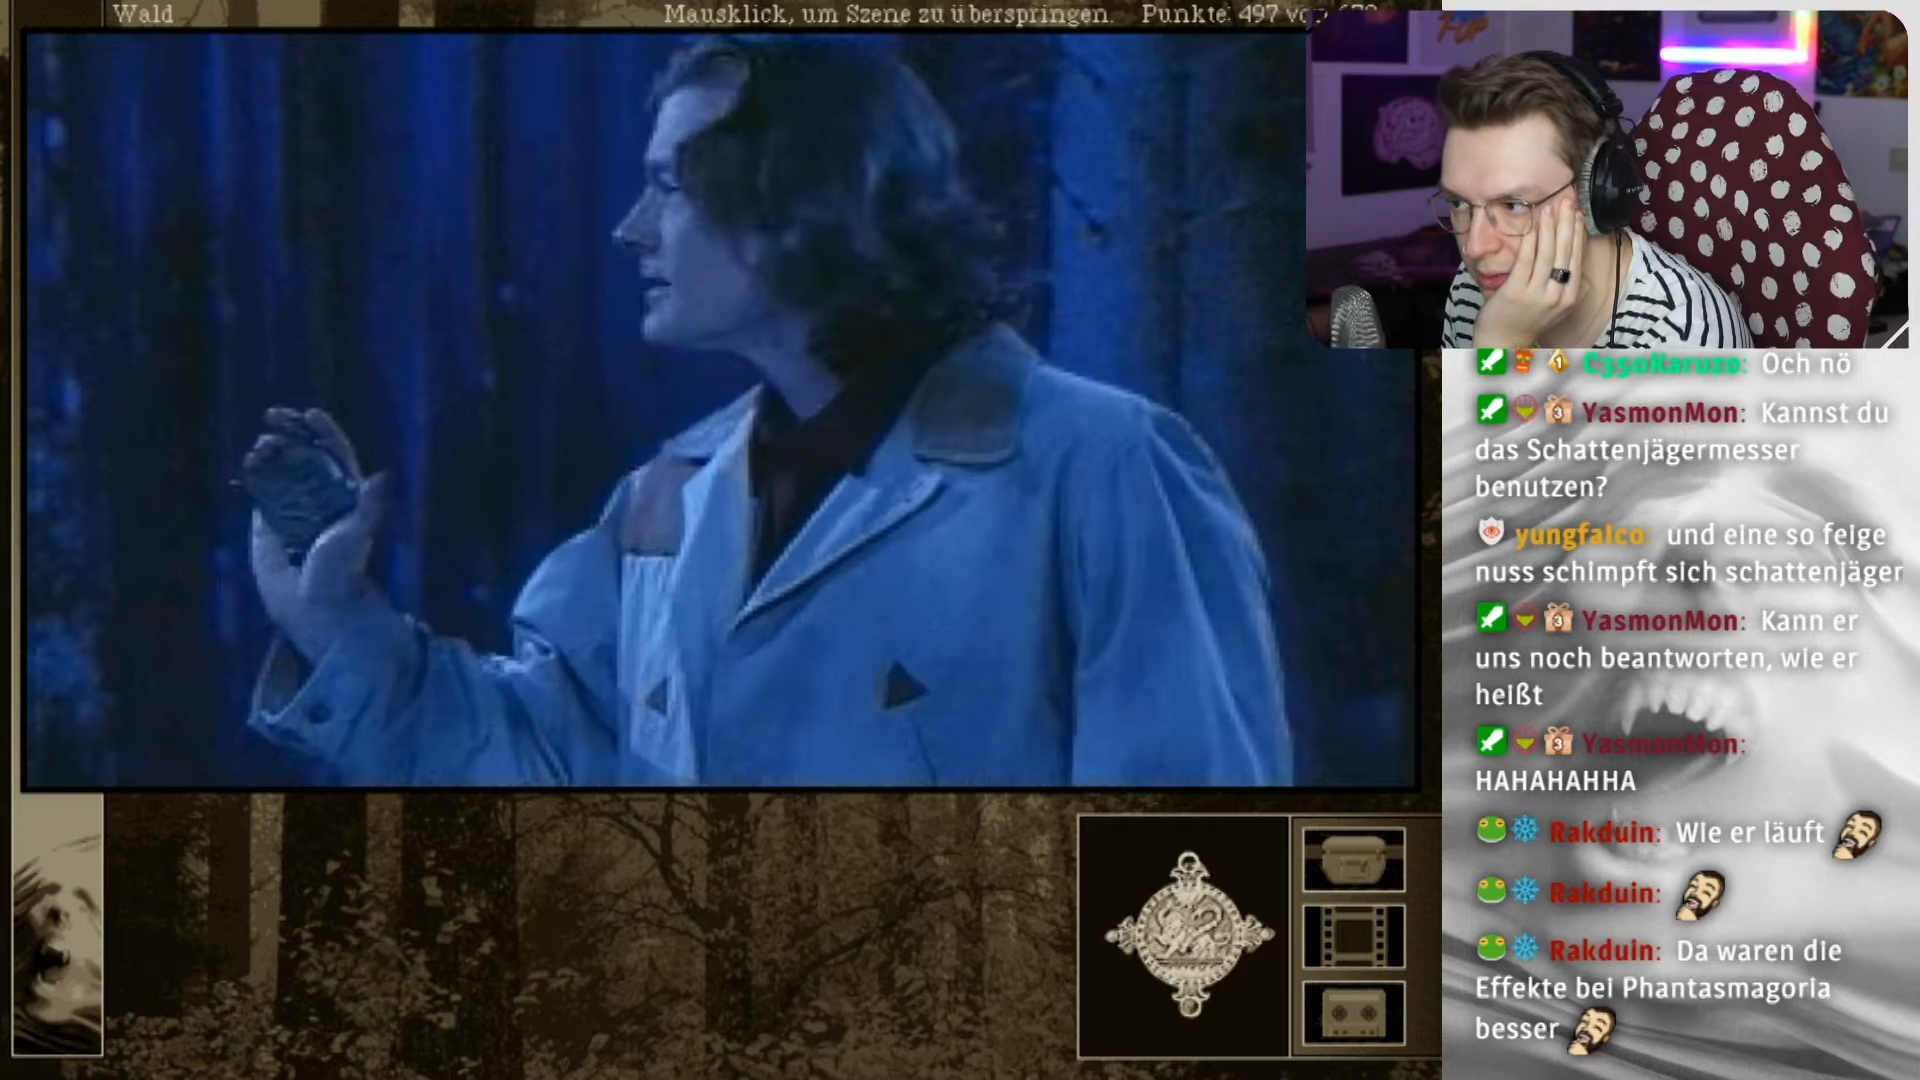 Wald
Mausklick, um Szene zu überspringen. Punkte: 497 von 679
C350Karuzo: Och nö
YasmonMon: Kannst du
das Schattenjägermesser
benutzen?
yungfalco: und eine so feige
nuss schimpft sich schattenjäger
YasmonMon: Kann er
uns noch beantworten, wie er
heißt
YasmonMon:
HAHAHAHHA
Rakduin: Wie er läuft
Rakduin:
Rakduin: Da waren die
Effekte bei Phantasmagoria
besser